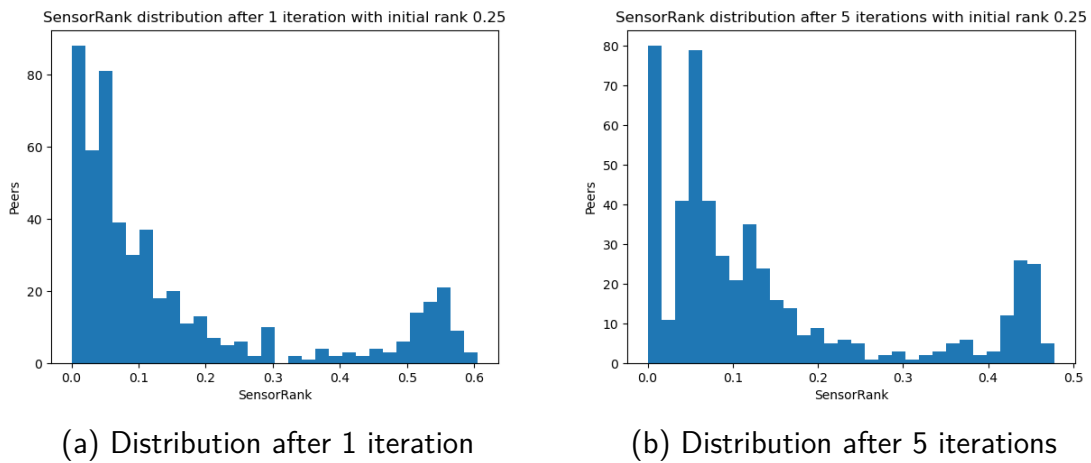 SensorRank distribution after 1 iteration with initial rank 0.25
80
60
40
20
0
Peers
0.0 0.1 0.2 0.3 0.4 0.5 0.6
SensorRank
(a) Distribution after 1 iteration
SensorRank distribution after 5 iterations with initial rank 0.25
80
70
60
50
40
30
20
10
0
Peers
0.0 0.1 0.2 0.3 0.4 0.5
SensorRank
(b) Distribution after 5 iterations